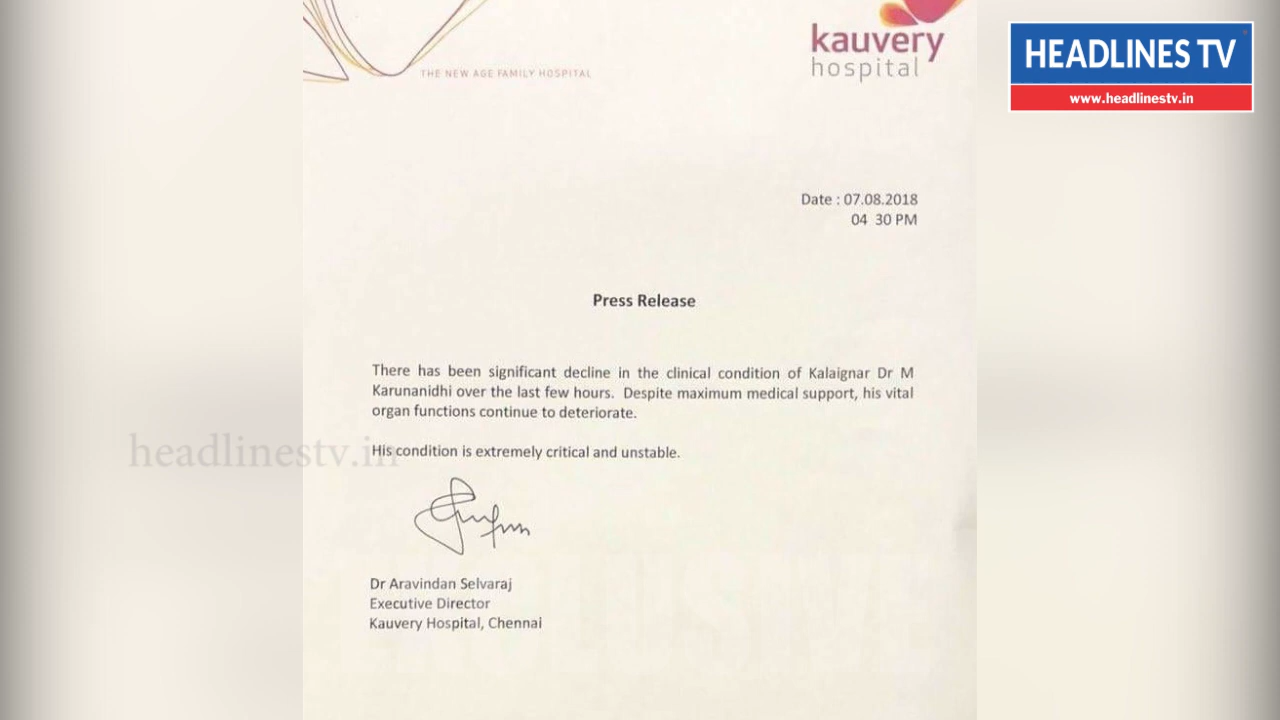 THE NEW AGE FAMILY HOSPITAL
kauvery
hospital
HEADLINES TV
www.headlinestv.in
Date : 07.08.2018
04 30 PM
Press Release
There has been significant decline in the clinical condition of Kalaignar Dr M
Karunanidhi over the last few hours. Despite maximum medical support, his vital
organ functions continue to deteriorate.
headlinestv.in
His condition is extremely critical and unstable.
Dr Aravindan Selvaraj
Executive Director
Kauvery Hospital, Chennai